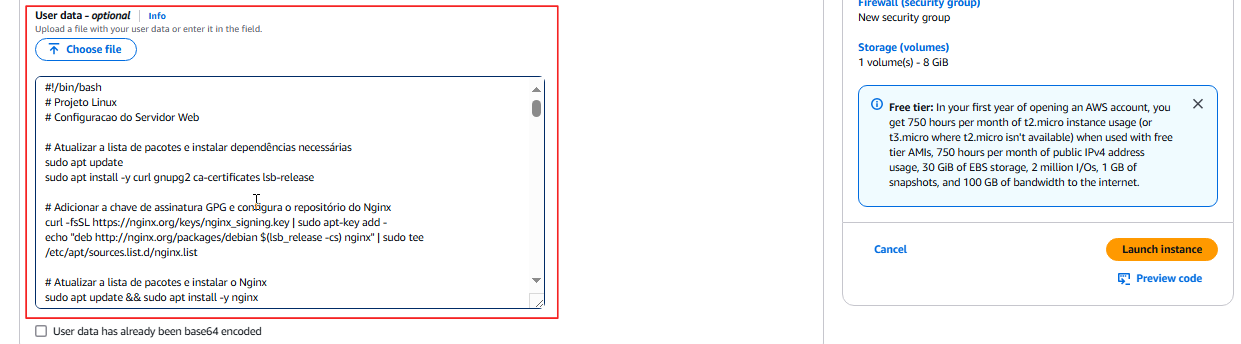 User data – optional | Info
Upload a file with your user data or enter it in the field.
Choose file
#!/bin/bash
# Projeto Linux
# Configuracao do Servidor Web
# Atualizar a lista de pacotes e instalar dependências necessárias
sudo apt update
sudo apt install -y curl gnupg2 ca-certificates lsb-release
# Adicionar a chave de assinatura GPG e configura o repositório do Nginx
curl -fsSL https://nginx.org/keys/nginx_signing.key | sudo apt-key add -
echo "deb http://nginx.org/packages/debian $(lsb_release -cs) nginx" | sudo tee
/etc/apt/sources.list.d/nginx.list
# Atualizar a lista de pacotes e instalar o Nginx
sudo apt update && sudo apt install -y nginx
User data has already been base64 encoded
Firewall (security group)
New security group
Storage (volumes)
1 volume(s) - 8 GiB
Free tier: In your first year of opening an AWS account, you
get 750 hours per month of t2.micro instance usage (or
t3.micro where t2.micro isn't available) when used with free
tier AMIs, 750 hours per month of public IPv4 address
usage, 30 GiB of EBS storage, 2 million I/Os, 1 GB of
snapshots, and 100 GB of bandwidth to the internet.
Cancel
Launch instance
Preview code